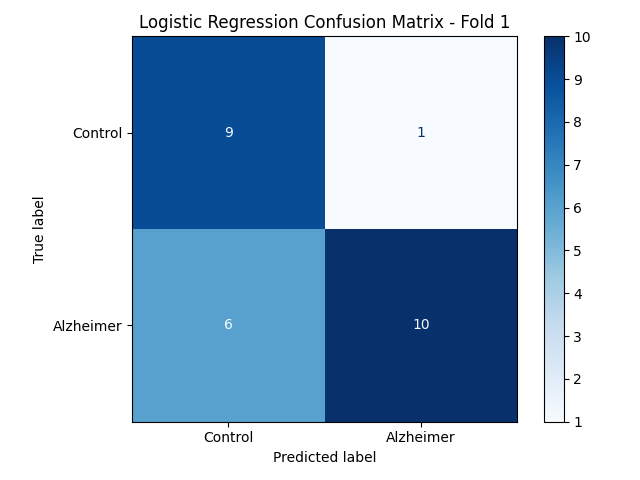 Logistic Regression Confusion Matrix - Fold 1
True label
Control
9
1
Alzheimer
6
10
Control
Alzheimer
Predicted label
10
9
8
7
6
5
4
3
2
1